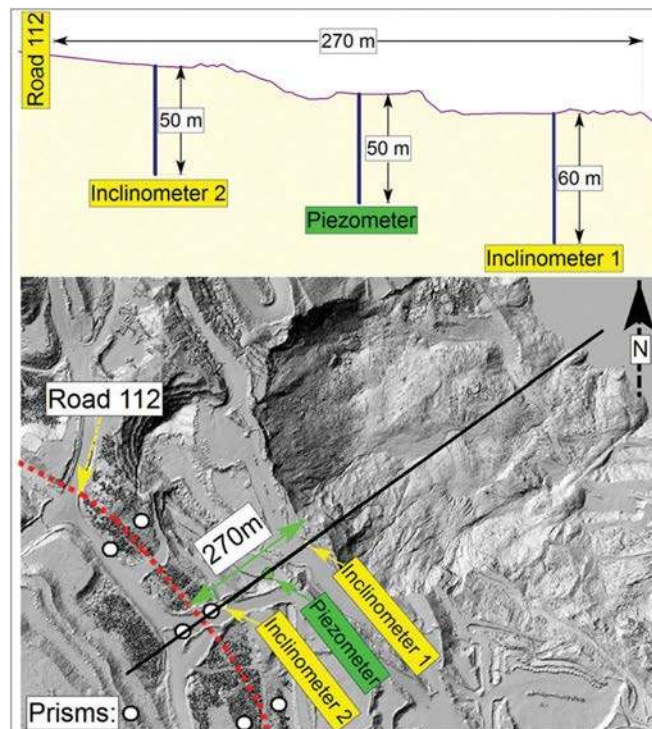 Road 112
270 m
50 m
50 m
60 m
Inclinometer 2
Piezometer
Inclinometer 1
N
Road 112
270m
Inclinometer 1
Piezometer
Inclinometer 2
Prisms: